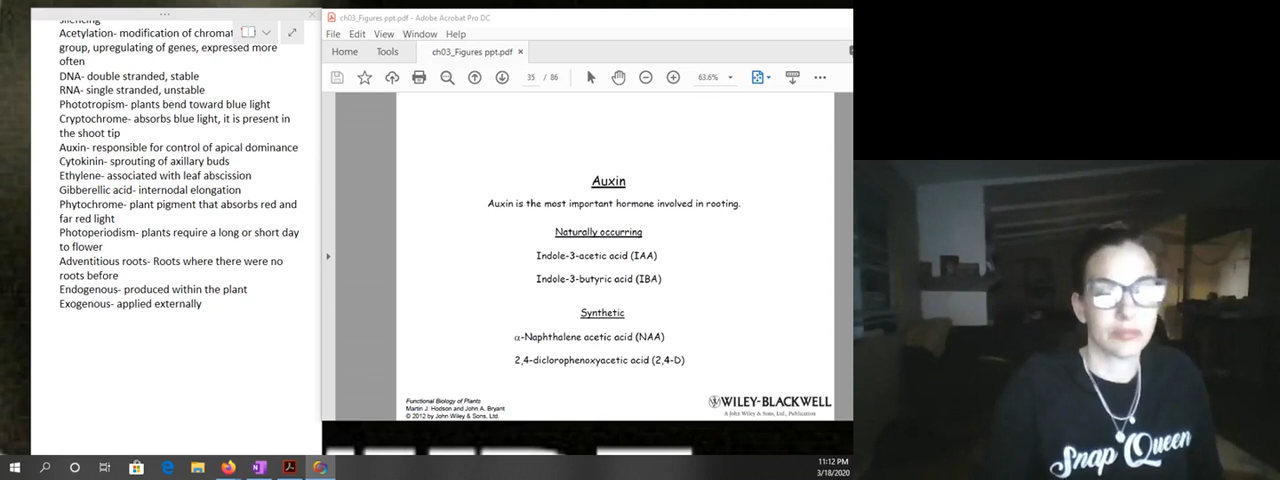 silencing
Acetylation- modification of chromat
group, upregulating of genes, expressed more
often
DNA- double stranded, stable
RNA- single stranded, unstable
Phototropism- plants bend toward blue light
Cryptochrome- absorbs blue light, it is present in
the shoot tip
Auxin- responsible for control of apical dominance
Cytokinin- sprouting of axillary buds
Ethylene- associated with leaf abscission
Gibberellic acid- internodal elongation
Phytochrome- plant pigment that absorbs red and
far red light
Photoperiodism- plants require a long or short day
to flower
Adventitious roots- Roots where there were no
roots before
Endogenous- produced within the plant
Exogenous- applied externally
ch03_Figures ppt.pdf - Adobe Acrobat Pro DC
File Edit View Window Help
Home Tools ch03_Figures ppt.pdf ×
35 / 86 63.6%
Auxin
Auxin is the most important hormone involved in rooting.
Naturally occurring
Indole-3-acetic acid (IAA)
Indole-3-butyric acid (IBA)
Synthetic
α-Naphthalene acetic acid (NAA)
2,4-diclorophenoxyacetic acid (2,4-D)
Functional Biology of Plants
Martin J. Hodson and John A. Bryant
© 2012 by John Wiley & Sons, Ltd.
WILEY-BLACKWELL
A John Wiley & Sons, Ltd., Publication
11:12 PM
3/18/2020
Snap Queen